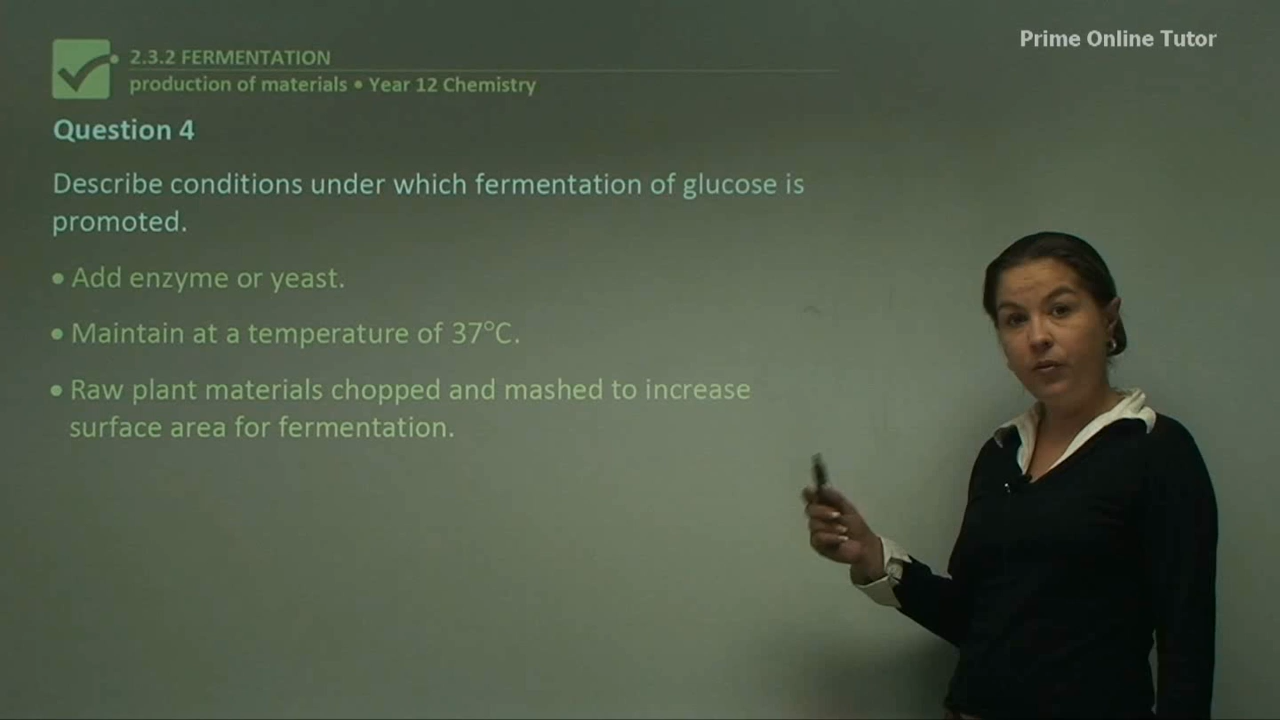 Prime Online Tutor
2.3.2 FERMENTATION
production of materials • Year 12 Chemistry
Question 4
Describe conditions under which fermentation of glucose is
promoted.
• Add enzyme or yeast.
• Maintain at a temperature of 37°C.
• Raw plant materials chopped and mashed to increase
surface area for fermentation.